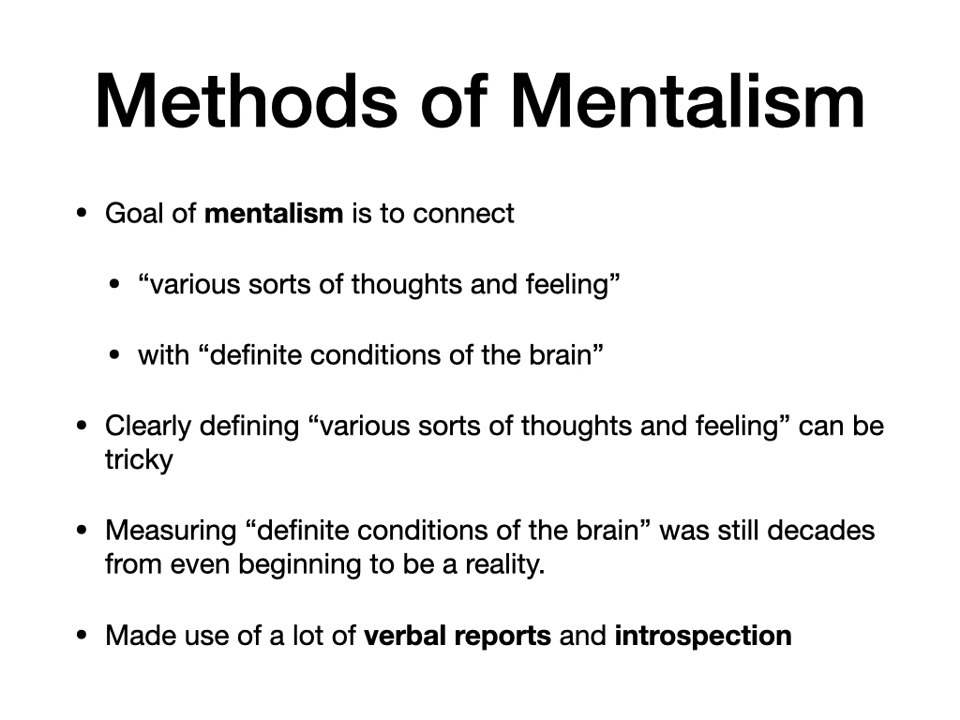 Methods of Mentalism
• Goal of mentalism is to connect
• “various sorts of thoughts and feeling”
• with “definite conditions of the brain”
• Clearly defining “various sorts of thoughts and feeling” can be
tricky
• Measuring “definite conditions of the brain” was still decades
from even beginning to be a reality.
• Made use of a lot of verbal reports and introspection